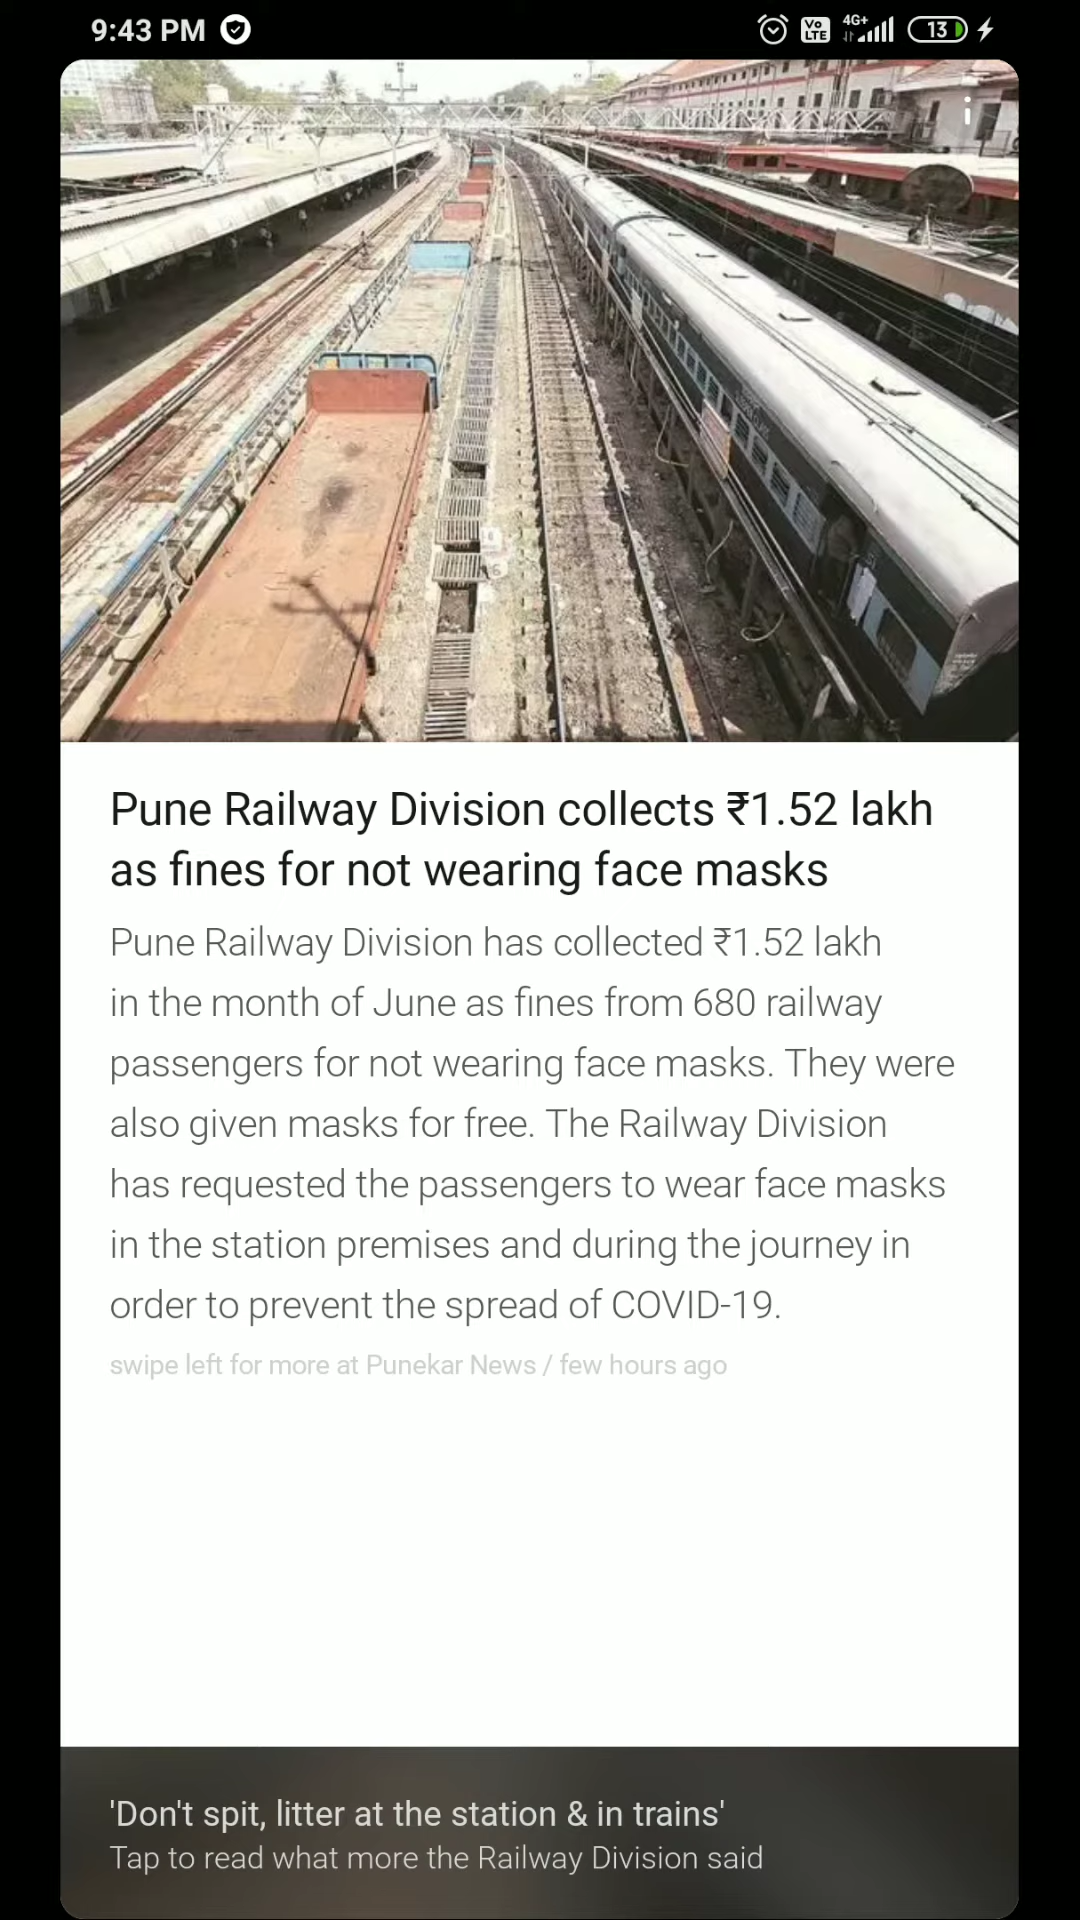 9:43 PM
Vo
LTE
4G+
13
Pune Railway Division collects ₹1.52 lakh
as fines for not wearing face masks
Pune Railway Division has collected ₹1.52 lakh
in the month of June as fines from 680 railway
passengers for not wearing face masks. They were
also given masks for free. The Railway Division
has requested the passengers to wear face masks
in the station premises and during the journey in
order to prevent the spread of COVID-19.
swipe left for more at Punekar News / few hours ago
'Don't spit, litter at the station & in trains'
Tap to read what more the Railway Division said